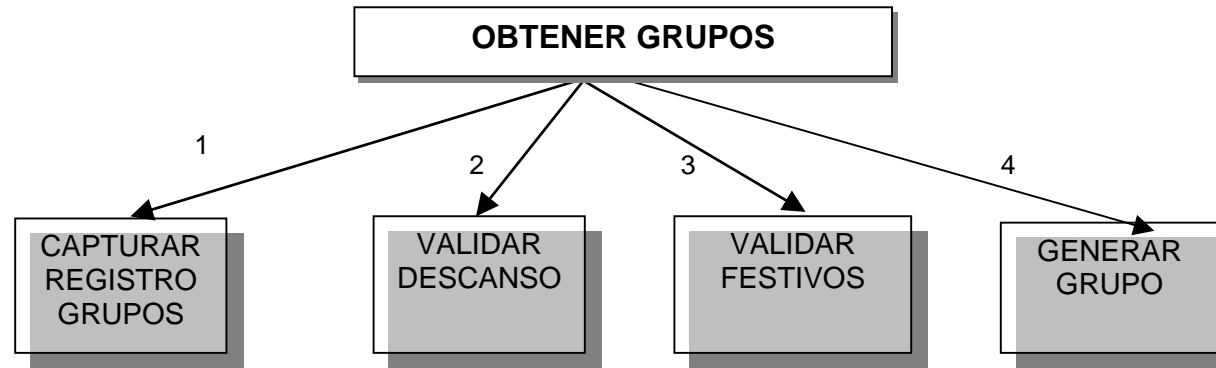 OBTENER GRUPOS
1
2
3
4
CAPTURAR
REGISTRO
GRUPOS
VALIDAR
DESCANSO
VALIDAR
FESTIVOS
GENERAR
GRUPO